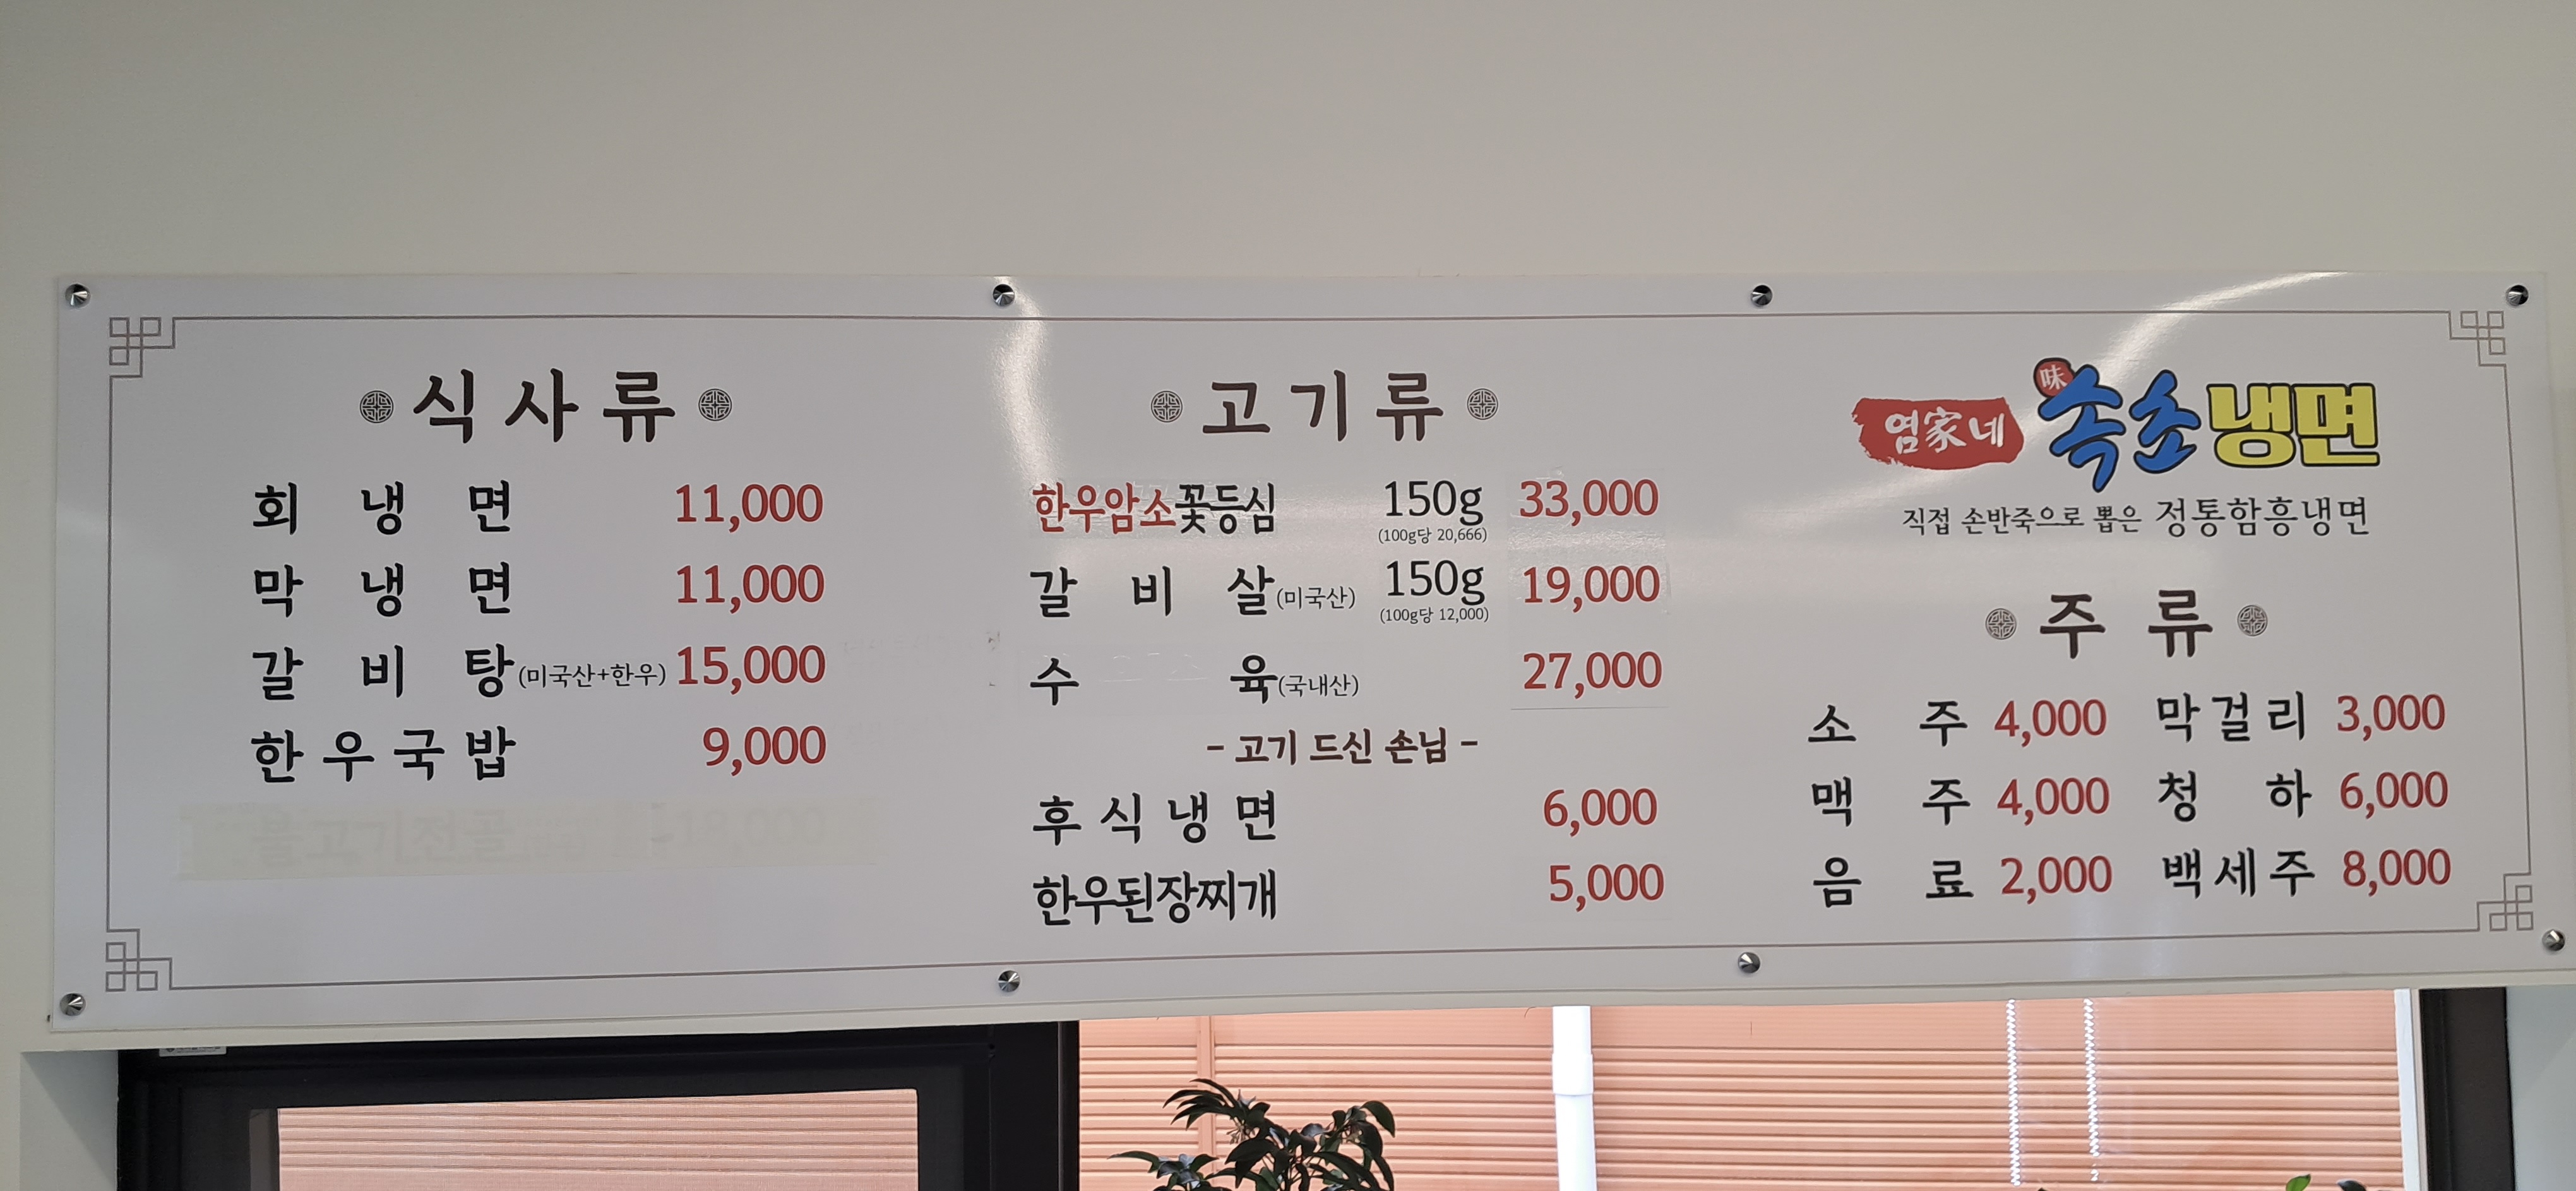 식사류
회냉면 11,000
막냉면 11,000
갈비탕(미국산+한우) 15,000
한우국밥 9,000
불고기전골 18,000
고기류
한우암소꽃등심 150g 33,000
(100g당 20,666)
갈비살(미국산) 150g 19,000
(100g당 12,000)
수육(국내산) 27,000
- 고기 드신 손님 -
후식냉면 6,000
한우된장찌개 5,000
味
염家네 속초냉면
직접 손반죽으로 뽑은 정통함흥냉면
주류
소주 4,000 막걸리 3,000
맥주 4,000 청하 6,000
음료 2,000 백세주 8,000